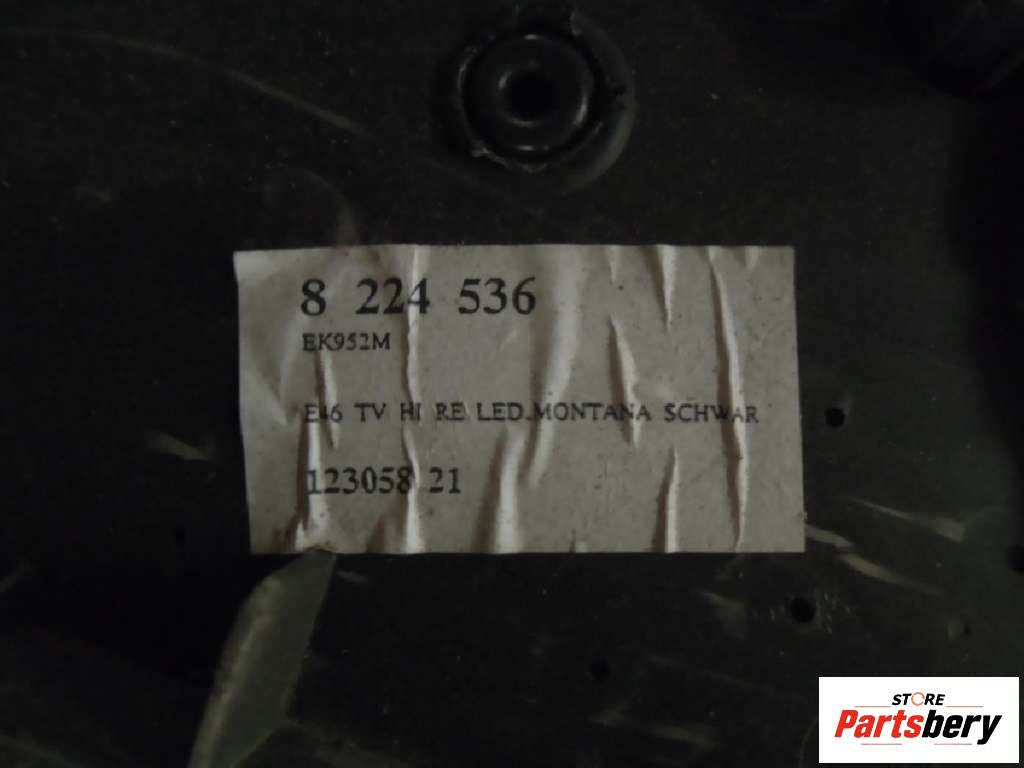 8 224 536
EK952M
E46 TV HI RE LED.MONTANA SCHWAR
123058 21
STORE
Partsbery